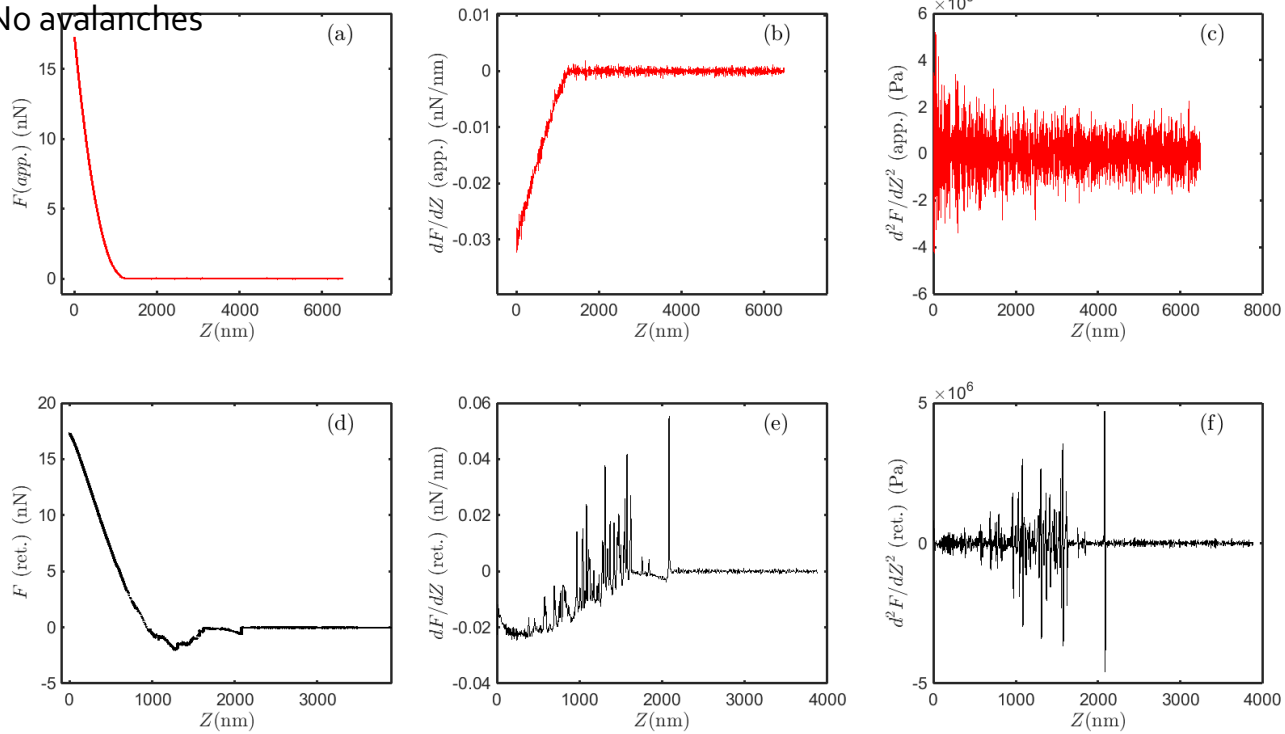 No avalanches
(a)
15
10
5
0
F(app.) (nN)
0 2000 4000 6000
Z(nm)
(b)
0.01
0
-0.01
-0.02
-0.03
dF/dZ (app.) (nN/nm)
0 2000 4000 6000
Z(nm)
(c)
6
4
2
0
-2
-4
-6
d²F/dZ² (app.) (Pa)
0 2000 4000 6000 8000
Z(nm)
(d)
20
15
10
5
0
-5
F (ret.) (nN)
0 1000 2000 3000
Z(nm)
(e)
0.06
0.04
0.02
0
-0.02
-0.04
dF/dZ (ret.) (nN/nm)
0 1000 2000 3000 4000
Z(nm)
(f)
×10⁶
5
0
-5
d²F/dZ² (ret.) (Pa)
0 1000 2000 3000 4000
Z(nm)